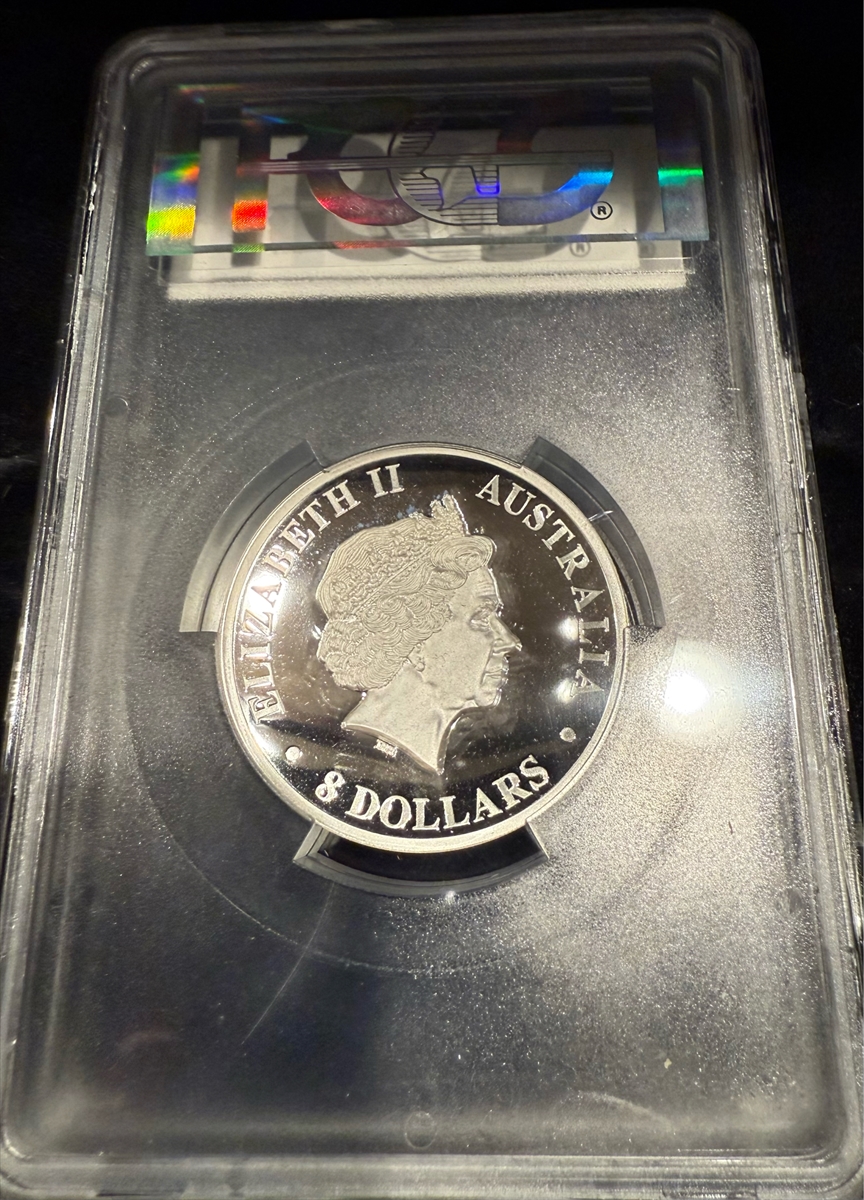 ®
ELIZABETH II
AUSTRALIA
8 DOLLARS